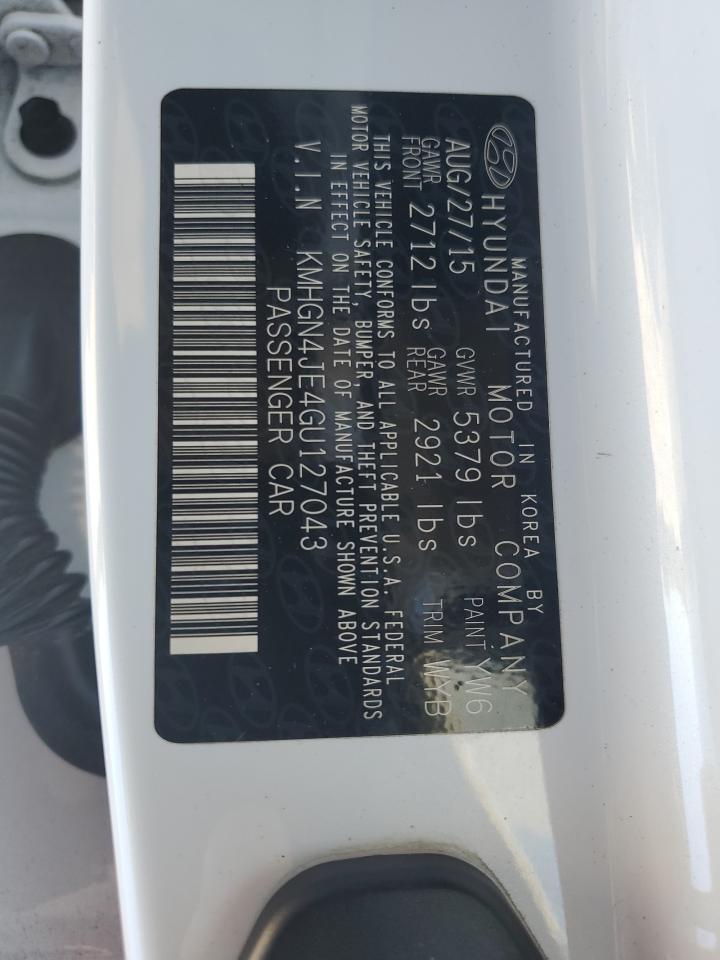 MANUFACTURED IN KOREA BY
HYUNDAI MOTOR COMPANY
AUG/27/15 GVWR 5379 lbs PAINT YW6
GAWR FRONT 2712 lbs GAWR REAR 2921 lbs TRIM WYB
THIS VEHICLE CONFORMS TO ALL APPLICABLE U.S.A. FEDERAL
MOTOR VEHICLE SAFETY, BUMPER, AND THEFT PREVENTION STANDARDS
IN EFFECT ON THE DATE OF MANUFACTURE SHOWN ABOVE
V.I.N KMHGN4JE4GU127043
PASSENGER CAR